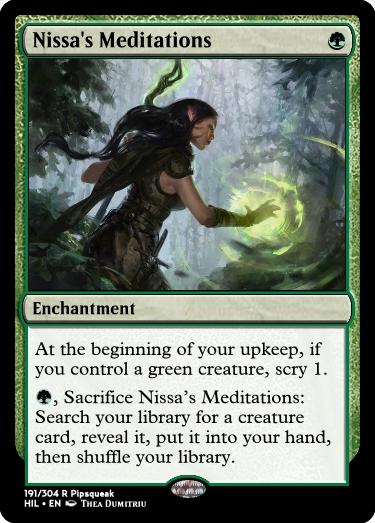 Nissa's Meditations
Enchantment
At the beginning of your upkeep, if
you control a green creature, scry 1.
, Sacrifice Nissa's Meditations:
Search your library for a creature
card, reveal it, put it into your hand,
then shuffle your library.
191/304 R Pipsqueak
HIL • EN Thea Dumitriu